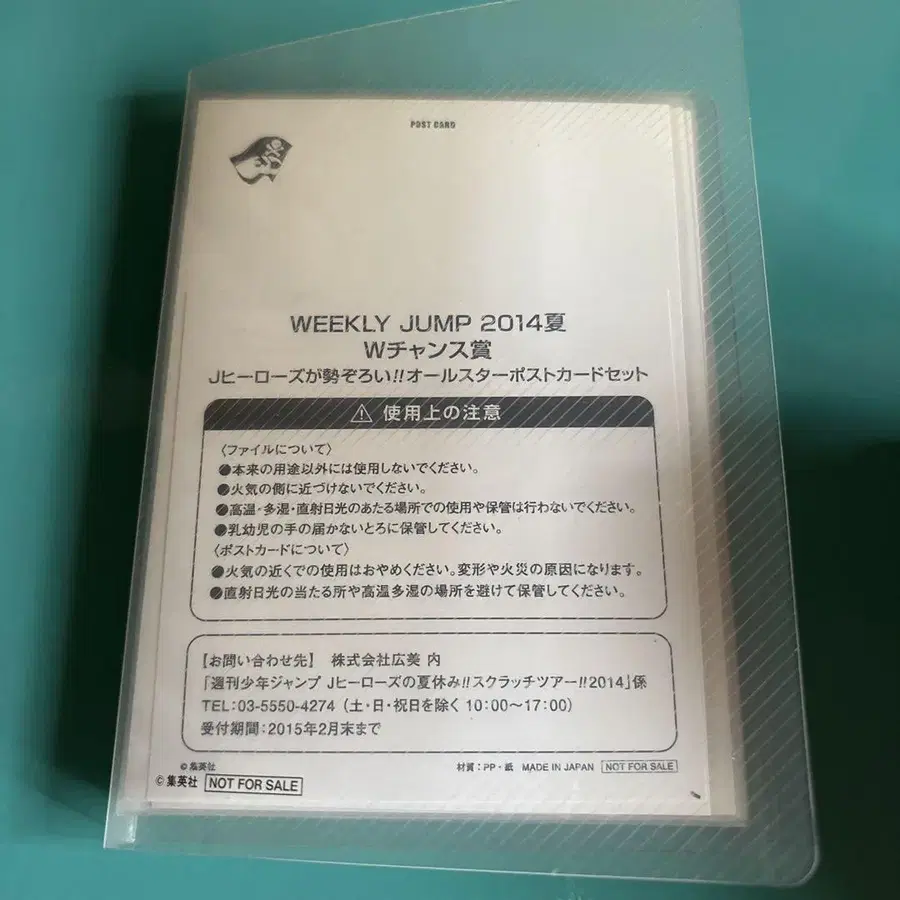 POST CARD
WEEKLY JUMP 2014夏
Wチャンス賞
Jヒーローズが勢ぞろい!!オールスターポストカードセット
⚠ 使用上の注意
〈ファイルについて〉
●本来の用途以外には使用しないでください。
●火気の側に近づけないでください。
●高温・多湿・直射日光のあたる場所での使用や保管は行わないでください。
●乳幼児の手の届かないとろに保管してください。
〈ポストカードについて〉
●火気の近くでの使用はおやめください。変形や火災の原因になります。
●直射日光の当たる所や高温多湿の場所を避けて保管してください。
【お問い合わせ先】 株式会社広美 内
「週刊少年ジャンプ Jヒーローズの夏休み!!スクラッチツアー!!2014」係
TEL:03-5550-4274（土・日・祝日を除く 10:00〜17:00）
受付期間:2015年2月末まで
©集英社
材質:PP・紙 MADE IN JAPAN NOT FOR SALE
©集英社 NOT FOR SALE